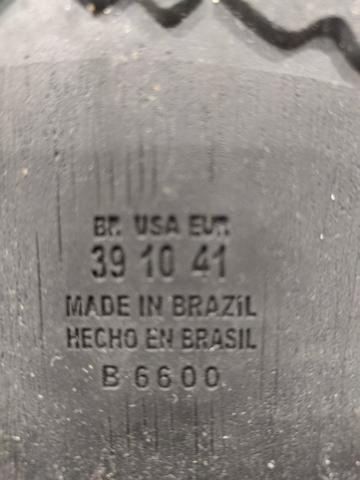 BR USA EUR
39 10 41
MADE IN BRAZIL
HECHO EN BRASIL
B 6600